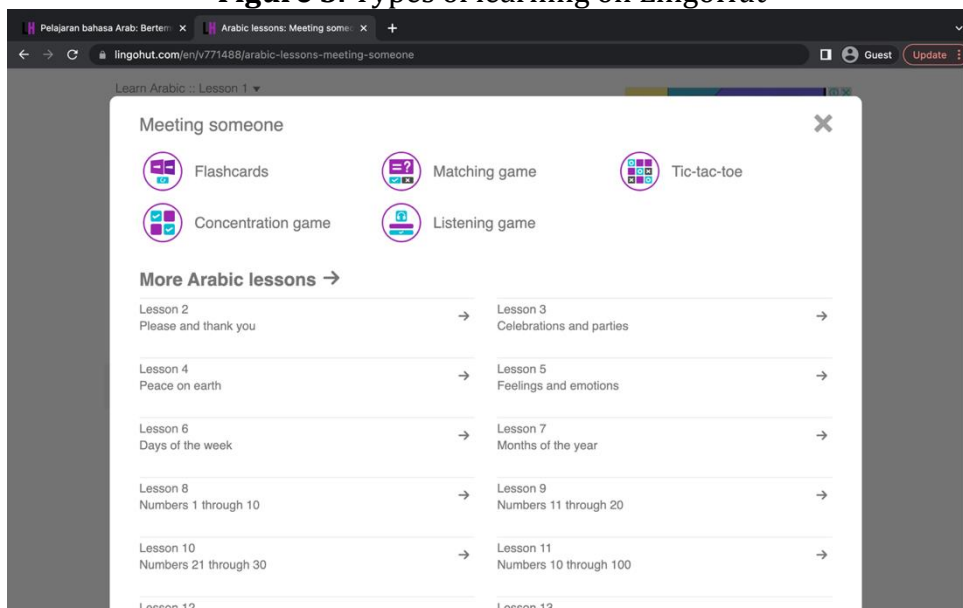 Figure 3. Types of learning on LingoHut
Pelajaran bahasa Arab: Bertem
Arabic lessons: Meeting some
lingohut.com/en/v771488/arabic-lessons-meeting-someone
Guest
Update
Learn Arabic :: Lesson 1
Meeting someone
Flashcards
Matching game
Tic-tac-toe
Concentration game
Listening game
More Arabic lessons →
Lesson 2
Please and thank you
Lesson 3
Celebrations and parties
Lesson 4
Peace on earth
Lesson 5
Feelings and emotions
Lesson 6
Days of the week
Lesson 7
Months of the year
Lesson 8
Numbers 1 through 10
Lesson 9
Numbers 11 through 20
Lesson 10
Numbers 21 through 30
Lesson 11
Numbers 10 through 100
Lesson 12
Lesson 13